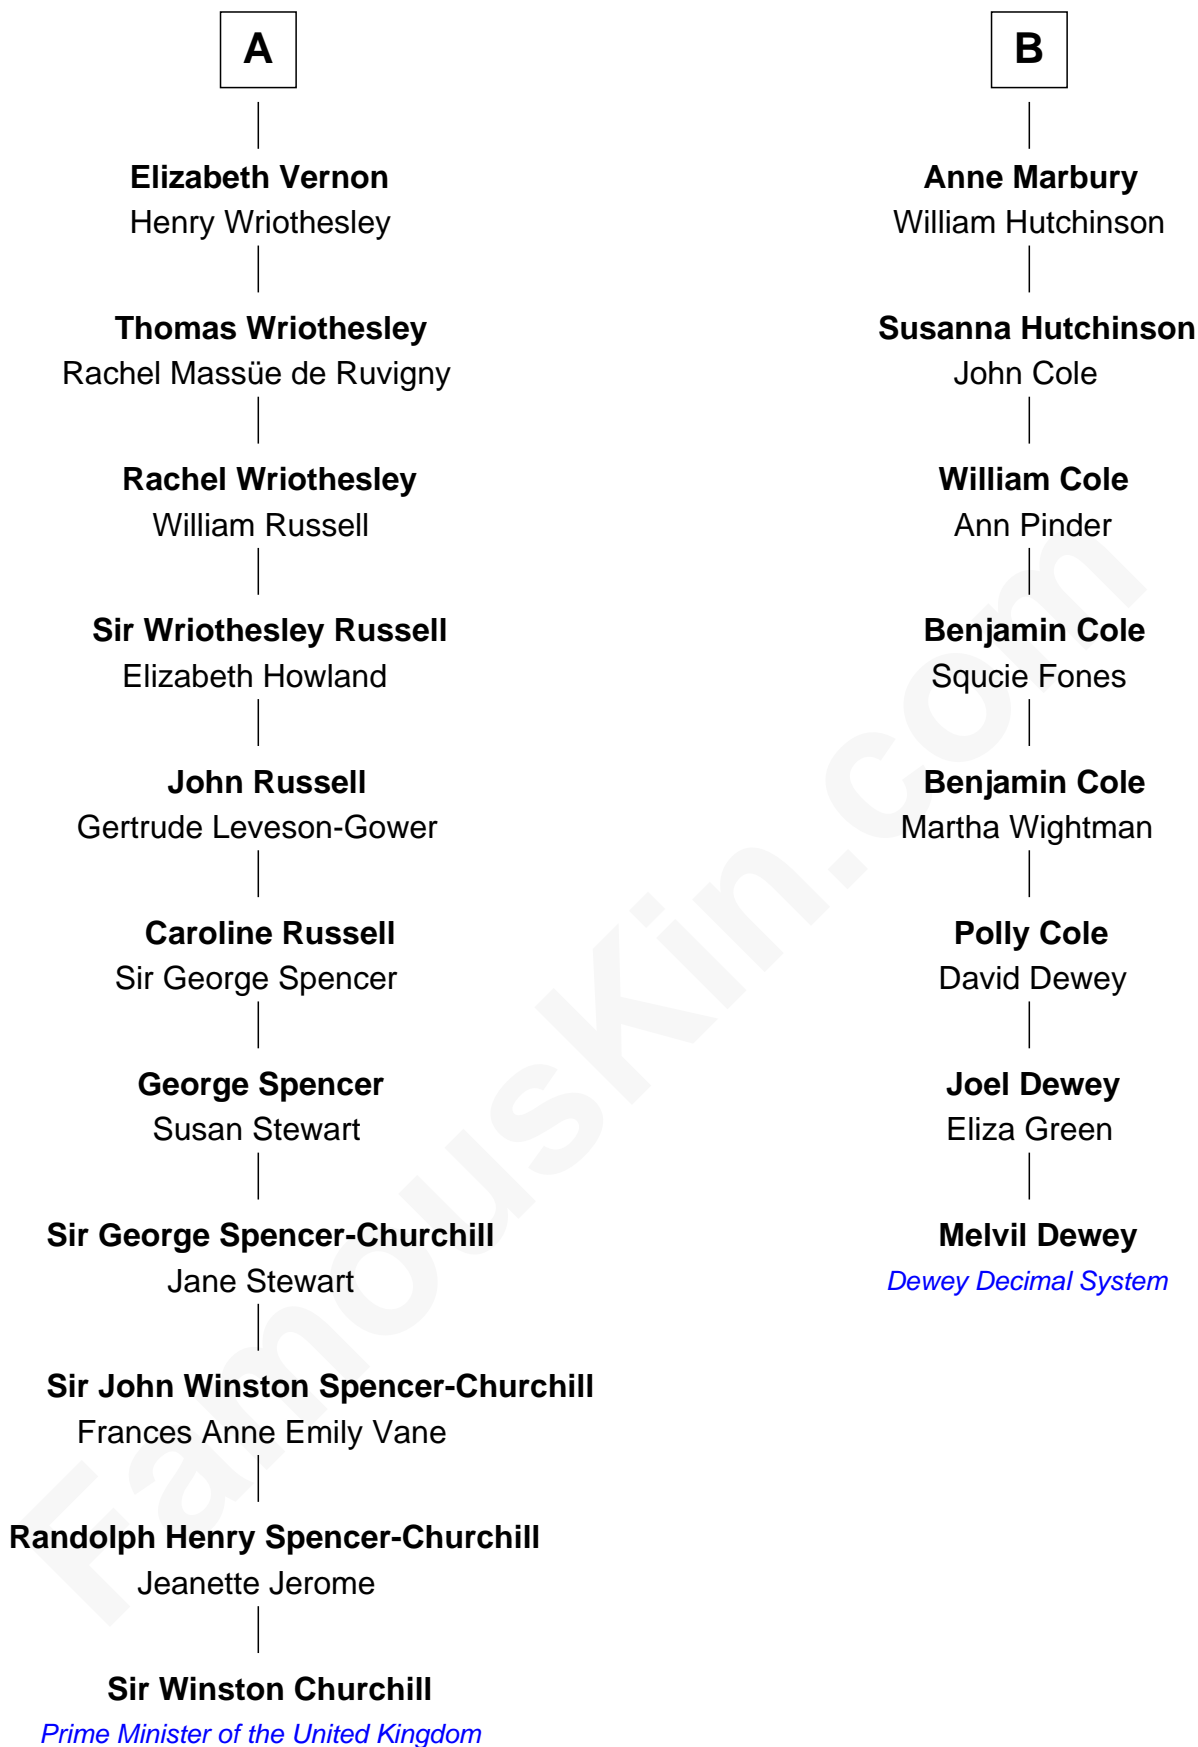 A
Elizabeth Vernon
Henry Wriothesley
Thomas Wriothesley
Rachel Massüe de Ruvigny
Rachel Wriothesley
William Russell
Sir Wriothesley Russell
Elizabeth Howland
John Russell
Gertrude Leveson-Gower
Caroline Russell
Sir George Spencer
George Spencer
Susan Stewart
Sir George Spencer-Churchill
Jane Stewart
Sir John Winston Spencer-Churchill
Frances Anne Emily Vane
Randolph Henry Spencer-Churchill
Jeanette Jerome
Sir Winston Churchill
Prime Minister of the United Kingdom
B
Anne Marbury
William Hutchinson
Susanna Hutchinson
John Cole
William Cole
Ann Pinder
Benjamin Cole
Squcie Fones
Benjamin Cole
Martha Wightman
Polly Cole
David Dewey
Joel Dewey
Eliza Green
Melvil Dewey
Dewey Decimal System
FamousKin.com